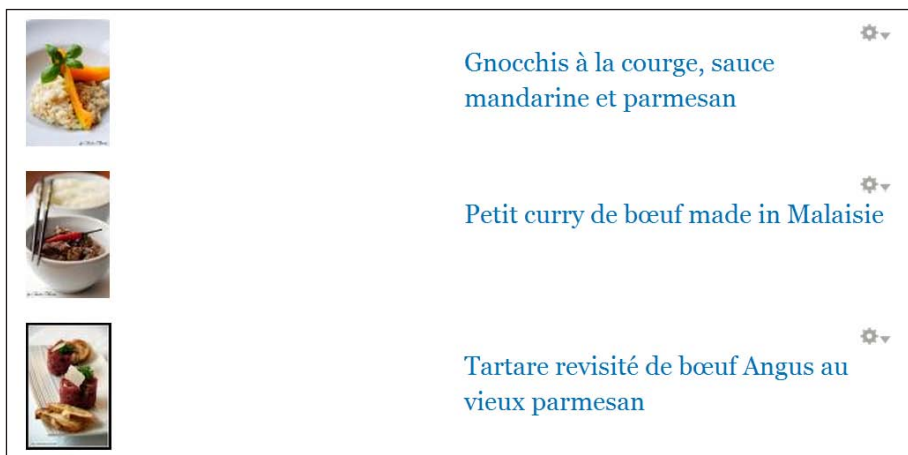 Gnocchis à la courge, sauce
mandarine et parmesan
Petit curry de bœuf made in Malaisie
Tartare revisité de bœuf Angus au
vieux parmesan